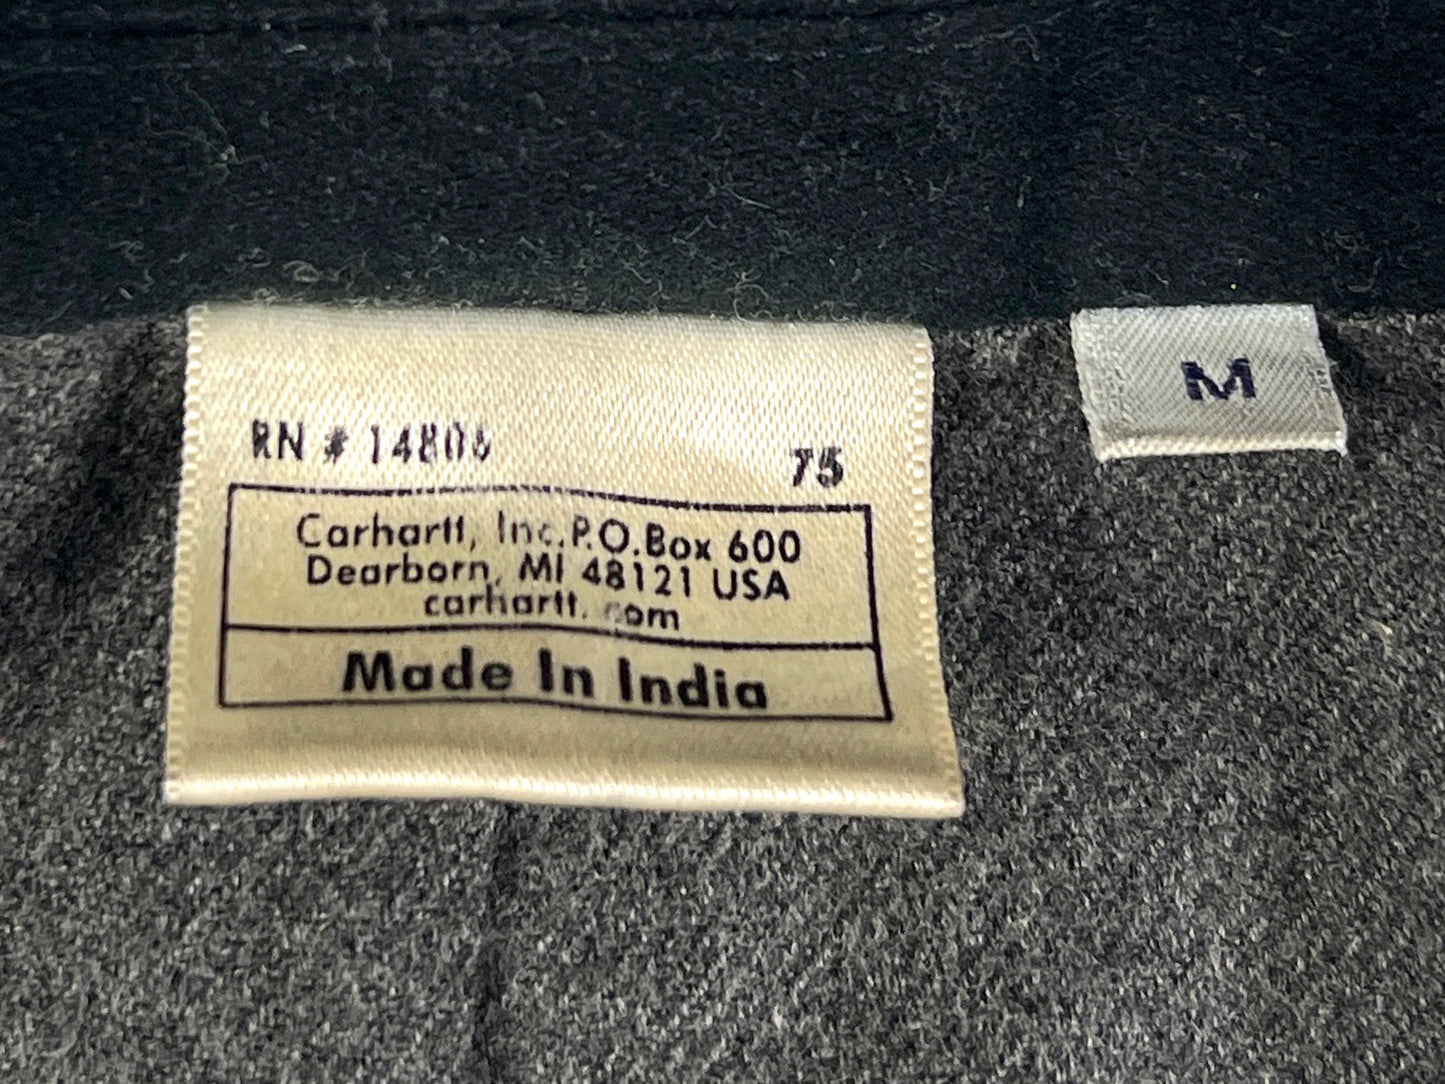 RN # 14806
75
Carhartt, Inc.P.O.Box 600
Dearborn, MI 48121 USA
carhartt.com
Made In India
M